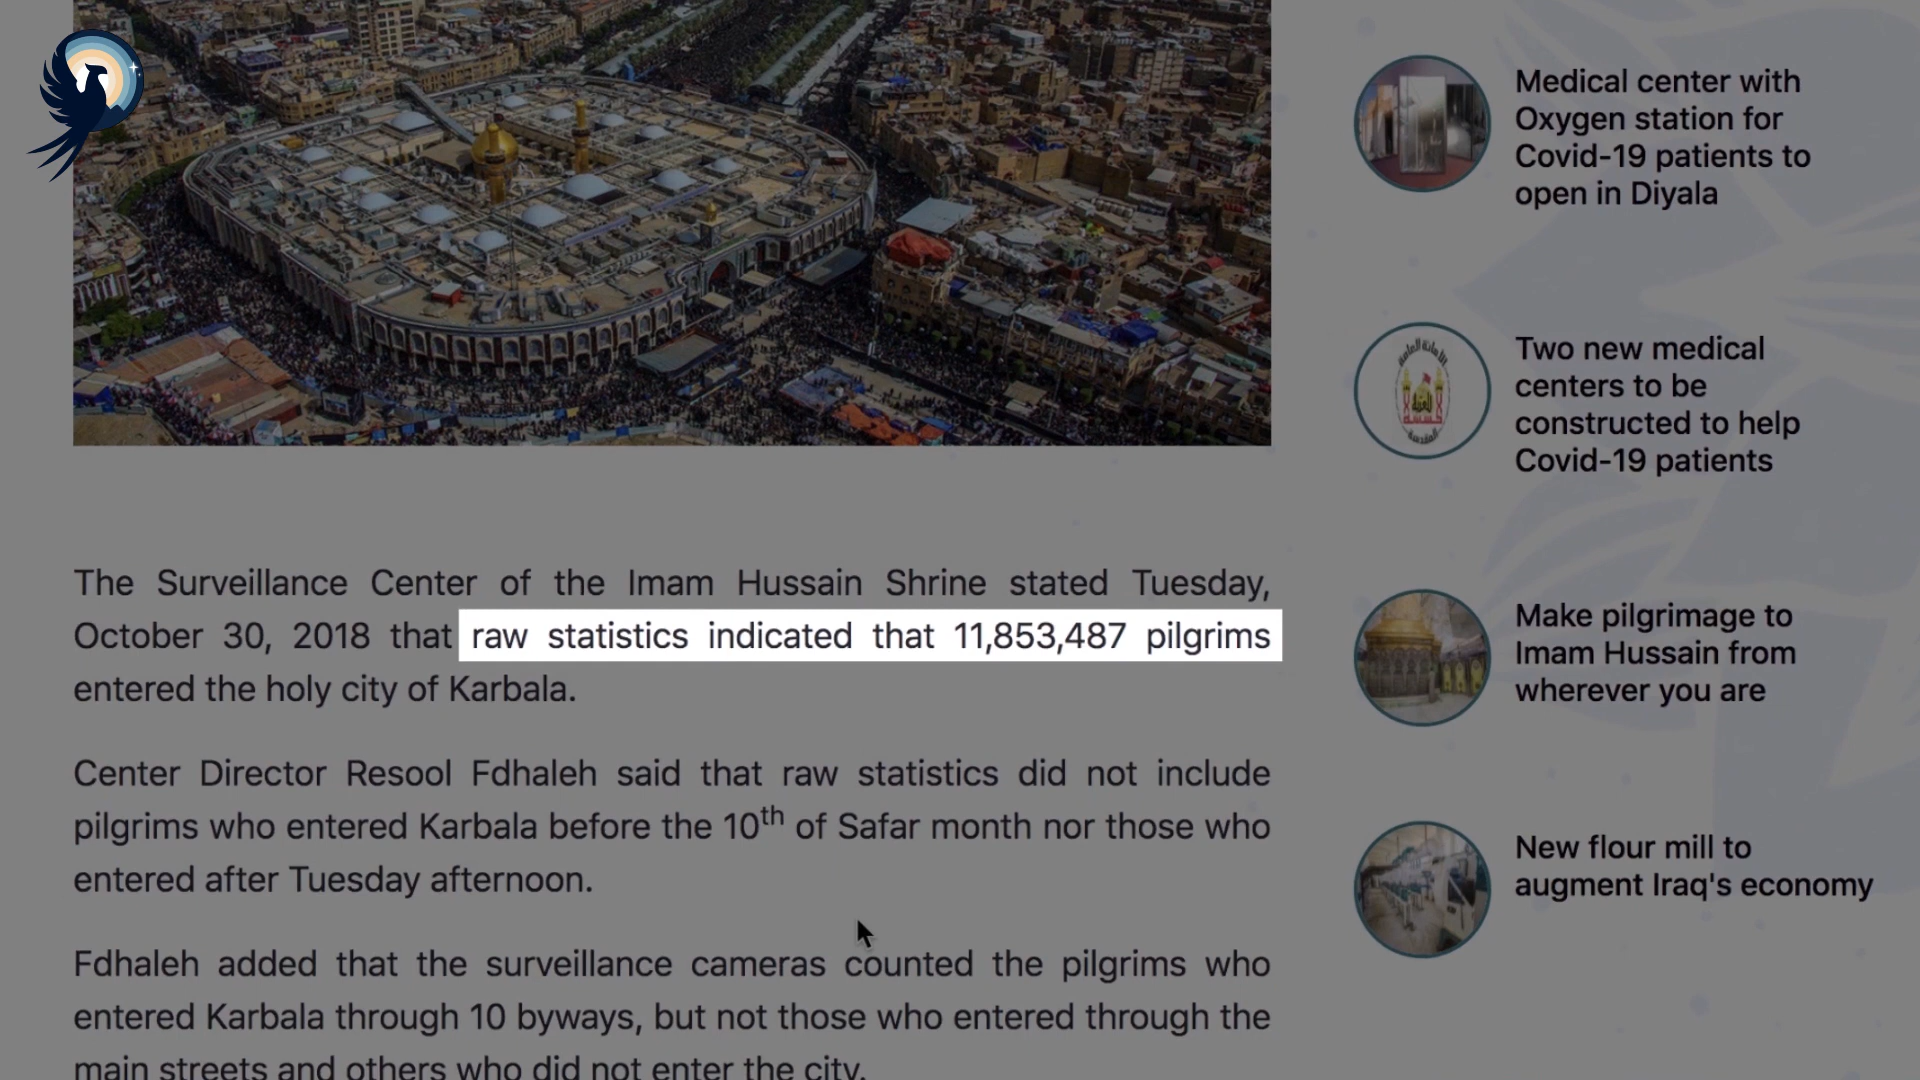 The Surveillance Center of the Imam Hussain Shrine stated Tuesday,
October 30, 2018 that raw statistics indicated that 11,853,487 pilgrims
entered the holy city of Karbala.
Center Director Resool Fdhaleh said that raw statistics did not include
pilgrims who entered Karbala before the 10th of Safar month nor those who
entered after Tuesday afternoon.
Fdhaleh added that the surveillance cameras counted the pilgrims who
entered Karbala through 10 byways, but not those who entered through the
main streets and others who did not enter the city.
Medical center with
Oxygen station for
Covid-19 patients to
open in Diyala
Two new medical
centers to be
constructed to help
Covid-19 patients
Make pilgrimage to
Imam Hussain from
wherever you are
New flour mill to
augment Iraq's economy